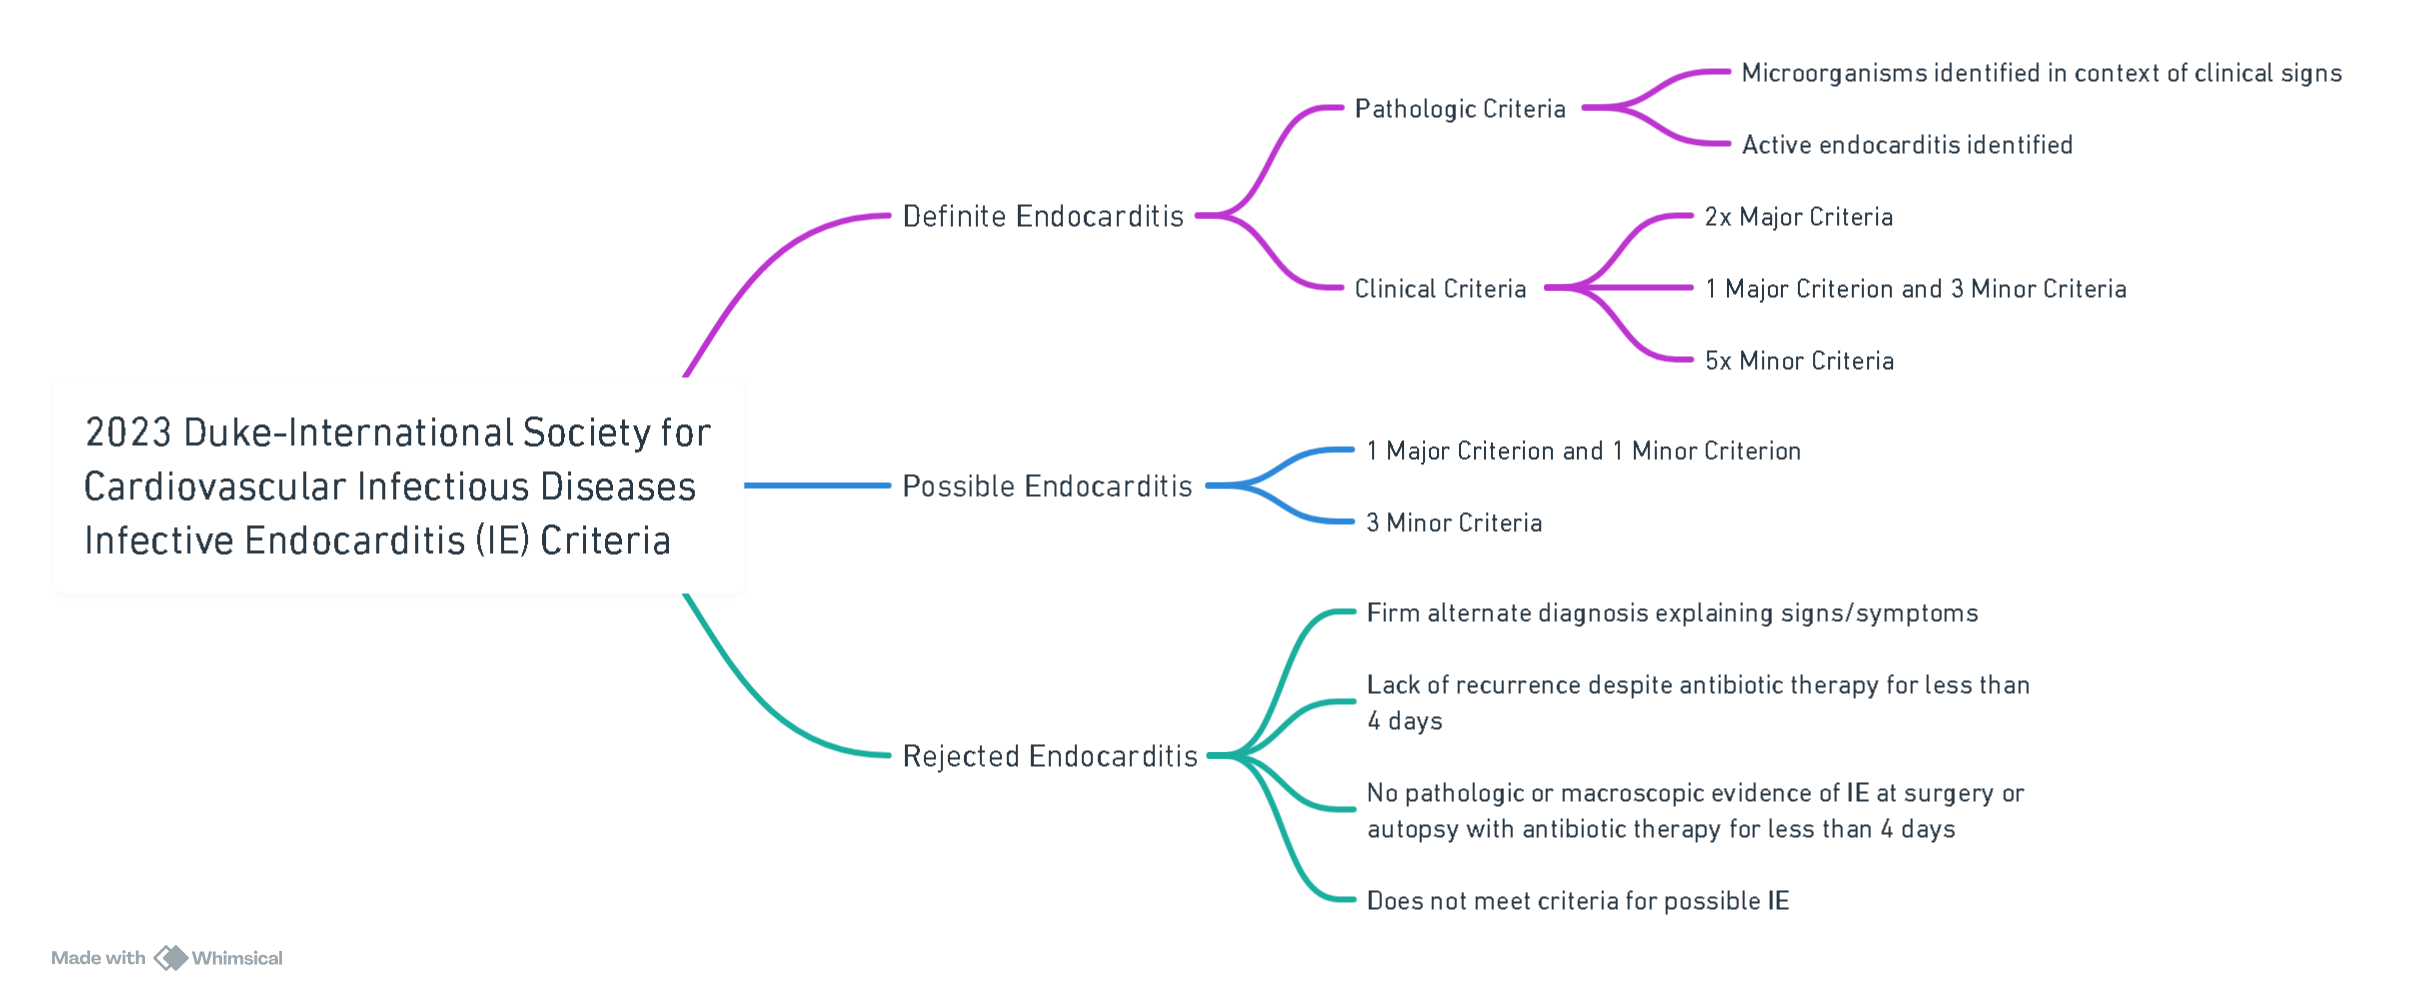 Microorganisms identified in context of clinical signs
Pathologic Criteria
Active endocarditis identified
Definite Endocarditis
2x Major Criteria
Clinical Criteria
1 Major Criterion and 3 Minor Criteria
5x Minor Criteria
2023 Duke-International Society for
Cardiovascular Infectious Diseases
Infective Endocarditis (IE) Criteria
Possible Endocarditis
1 Major Criterion and 1 Minor Criterion
3 Minor Criteria
Rejected Endocarditis
Firm alternate diagnosis explaining signs/symptoms
Lack of recurrence despite antibiotic therapy for less than
4 days
No pathologic or macroscopic evidence of IE at surgery or
autopsy with antibiotic therapy for less than 4 days
Does not meet criteria for possible IE
Made with Whimsical